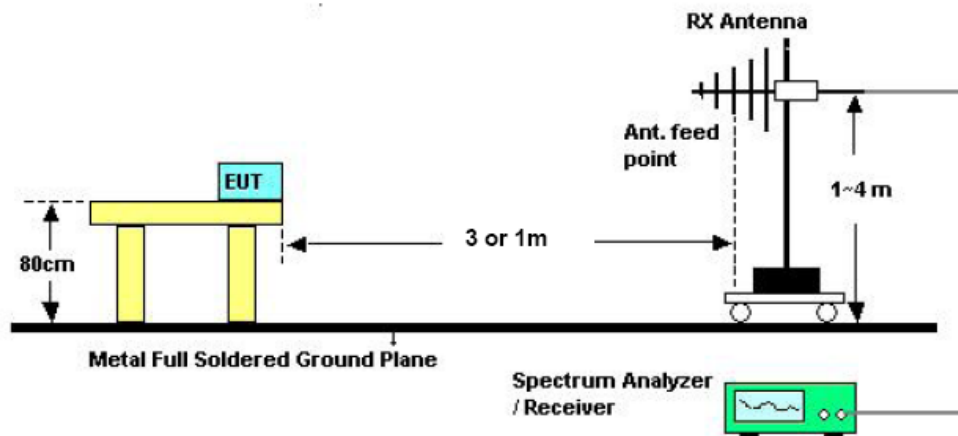 RX Antenna
Ant. feed
point
EUT
1~4 m
3 or 1m
80cm
Metal Full Soldered Ground Plane
Spectrum Analyzer
/ Receiver